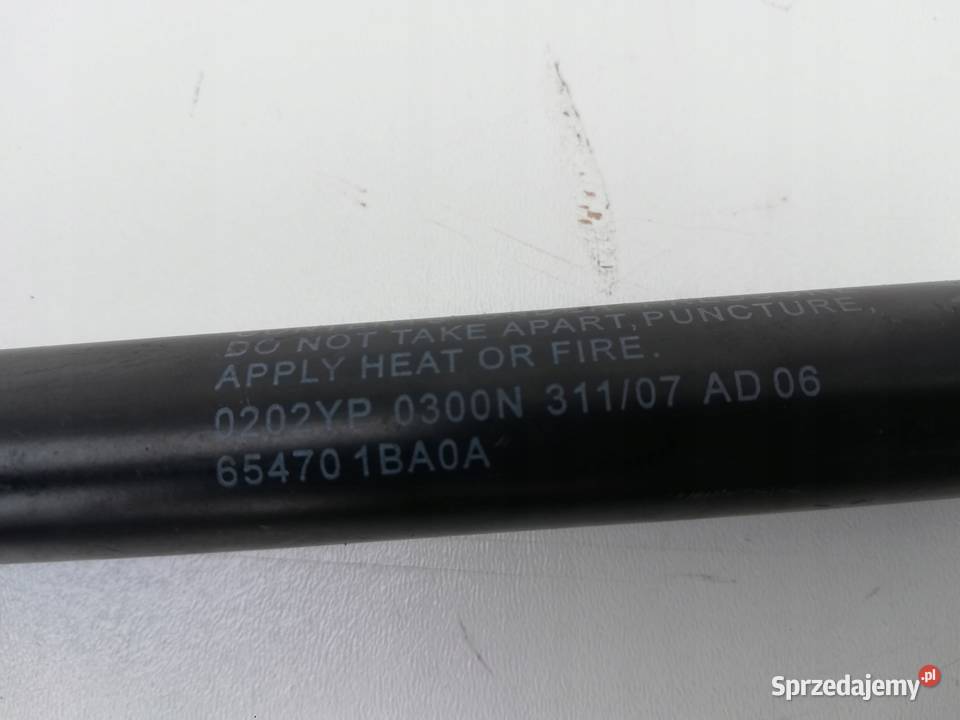 DO NOT TAKE APART, PUNCTURE,
APPLY HEAT OR FIRE.
0202YP 0300N 311/07 AD 06
65470 1BA0A
Sprzedajemy.pl